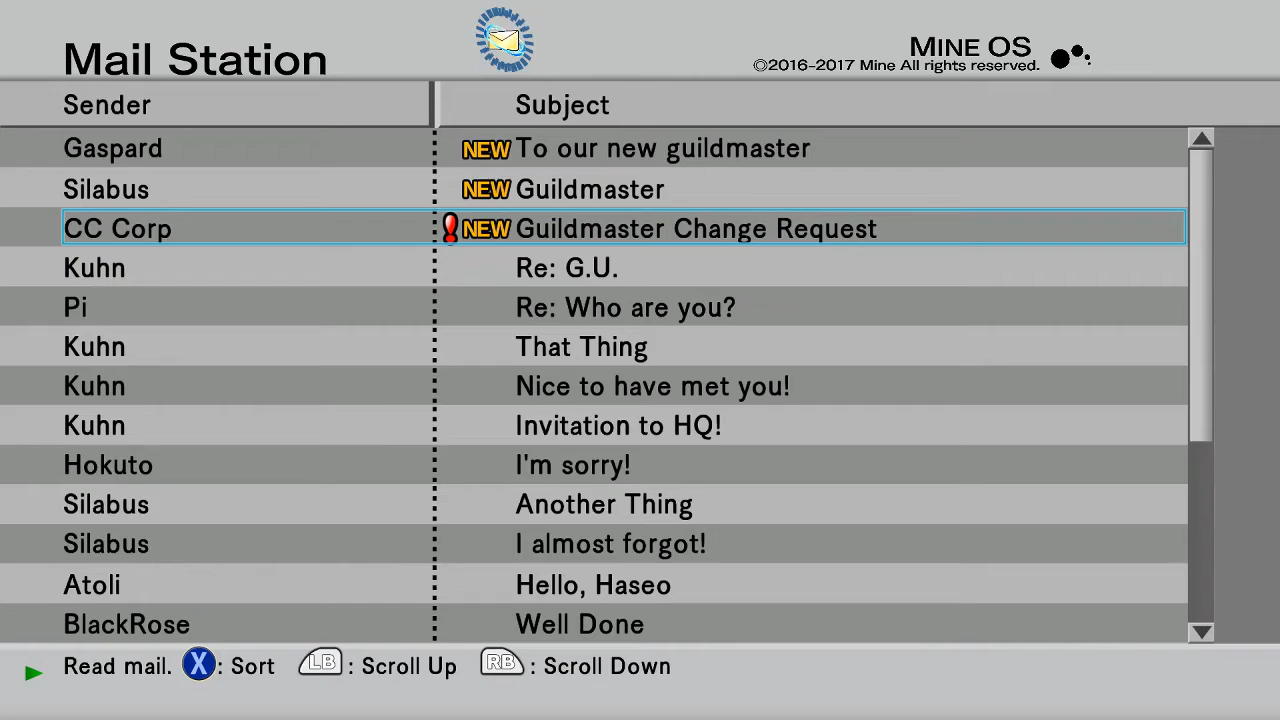 Mail Station
MINE OS
©2016-2017 Mine All rights reserved.
Sender Subject
Gaspard NEW To our new guildmaster
Silabus NEW Guildmaster
CC Corp NEW Guildmaster Change Request
Kuhn Re: G.U.
Pi Re: Who are you?
Kuhn That Thing
Kuhn Nice to have met you!
Kuhn Invitation to HQ!
Hokuto I'm sorry!
Silabus Another Thing
Silabus I almost forgot!
Atoli Hello, Haseo
BlackRose Well Done
Read mail. X : Sort LB : Scroll Up RB : Scroll Down